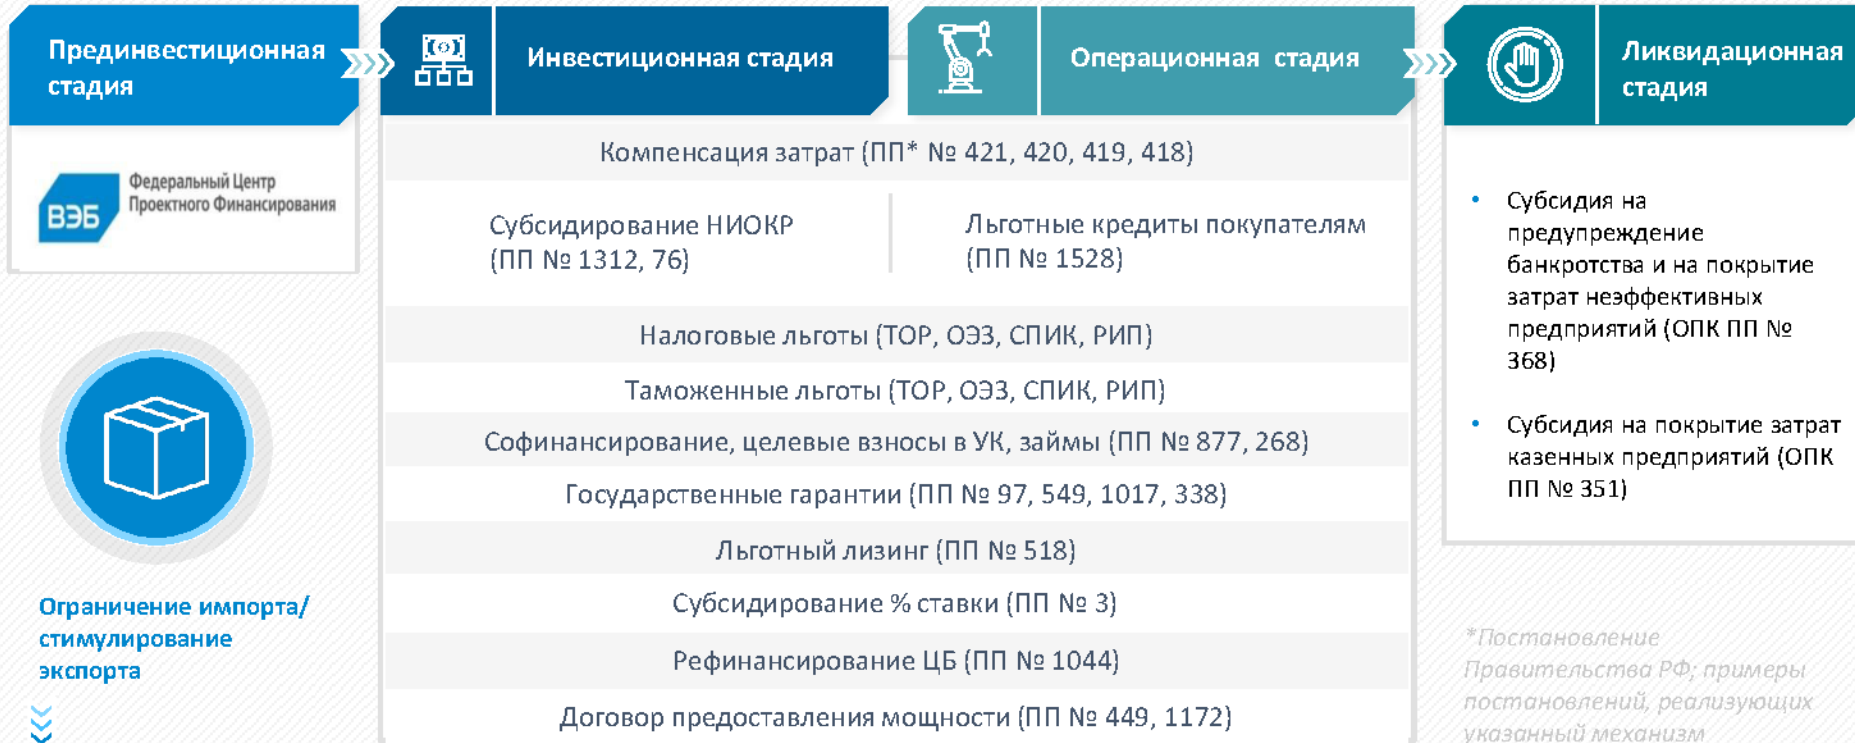 Прединвестиционная
стадия
Инвестиционная стадия
Операционная стадия
Ликвидационная
стадия
ВЭБ
Федеральный Центр
Проектного Финансирования
Компенсация затрат (ПП* № 421, 420, 419, 418)
Субсидирование НИОКР
(ПП № 1312, 76)
Льготные кредиты покупателям
(ПП № 1528)
Налоговые льготы (ТОР, ОЭЗ, СПИК, РИП)
Таможенные льготы (ТОР, ОЭЗ, СПИК, РИП)
Софинансирование, целевые взносы в УК, займы (ПП № 877, 268)
Государственные гарантии (ПП № 97, 549, 1017, 338)
Льготный лизинг (ПП № 518)
Субсидирование % ставки (ПП № 3)
Рефинансирование ЦБ (ПП № 1044)
Договор предоставления мощности (ПП № 449, 1172)
• Субсидия на
предупреждение
банкротства и на покрытие
затрат неэффективных
предприятий (ОПК ПП №
368)
• Субсидия на покрытие затрат
казенных предприятий (ОПК
ПП № 351)
Ограничение импорта/
стимулирование
экспорта
*Постановление
Правительства РФ; примеры
постановлений, реализующих
указанный механизм